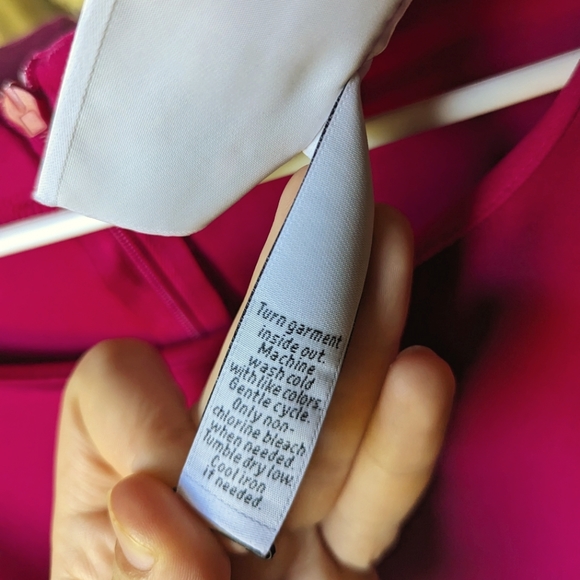 Turn garment
inside out.
Machine
wash cold
with like colors.
Gentle cycle.
Only non-
chlorine bleach
when needed.
Tumble dry low.
Cool iron
if needed.